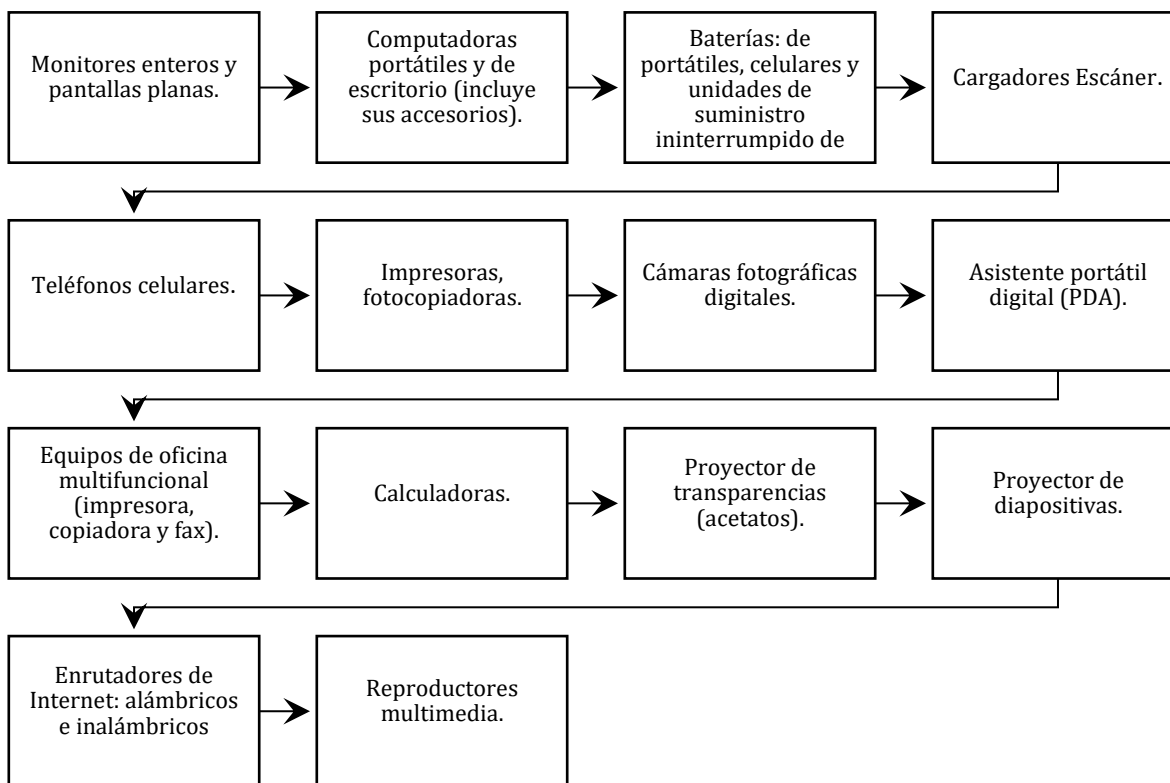 Monitores enteros y
pantallas planas.
Computadoras
portátiles y de
escritorio (incluye
sus accesorios).
Baterías: de
portátiles, celulares y
unidades de
suministro
ininterrumpido de
Cargadores Escáner.
Teléfonos celulares.
Impresoras,
fotocopiadoras.
Cámaras fotográficas
digitales.
Asistente portátil
digital (PDA).
Equipos de oficina
multifuncional
(impresora,
copiadora y fax).
Calculadoras.
Proyector de
transparencias
(acetatos).
Proyector de
diapositivas.
Enrutadores de
Internet: alámbricos
e inalámbricos
Reproductores
multimedia.